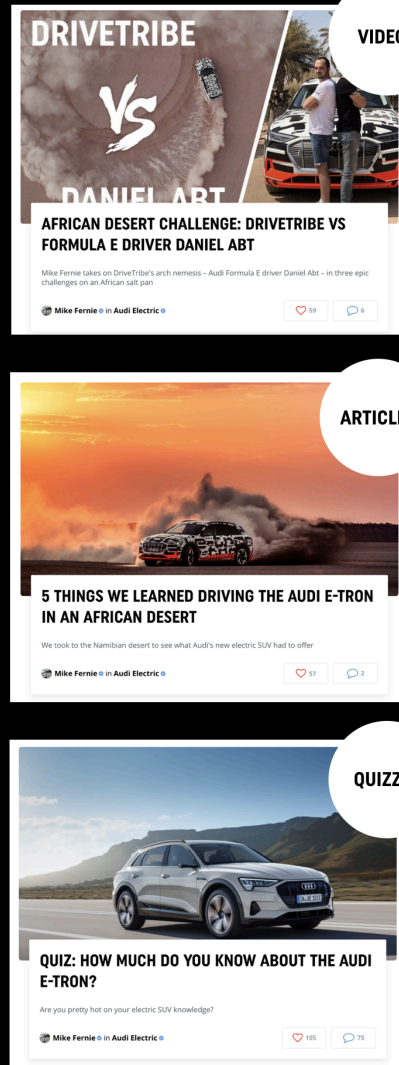 DRIVETRIBE
VS
DANIEL ABT
VIDEO
AFRICAN DESERT CHALLENGE: DRIVETRIBE VS
FORMULA E DRIVER DANIEL ABT
Mike Fernie takes on DriveTribe's arch nemesis – Audi Formula E driver Daniel Abt – in three epic
challenges on an African salt pan
Mike Fernie in Audi Electric
59
6
ARTICL
5 THINGS WE LEARNED DRIVING THE AUDI E-TRON
IN AN AFRICAN DESERT
We took to the Namibian desert to see what Audi's new electric SUV had to offer
Mike Fernie in Audi Electric
57
2
QUIZZ
QUIZ: HOW MUCH DO YOU KNOW ABOUT THE AUDI
E-TRON?
Are you pretty hot on your electric SUV knowledge?
Mike Fernie in Audi Electric
105
75